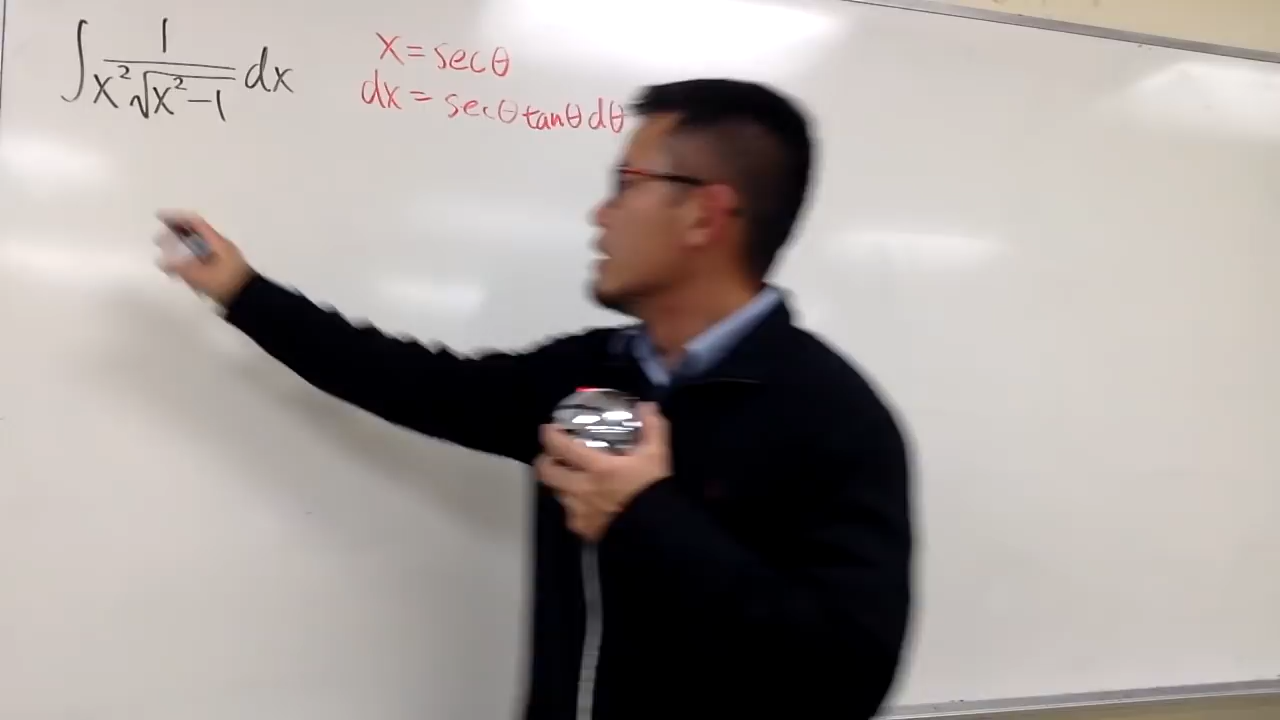 ∫ 1/(x²√(x²-1)) dx
x = secθ
dx = secθ tanθ dθ